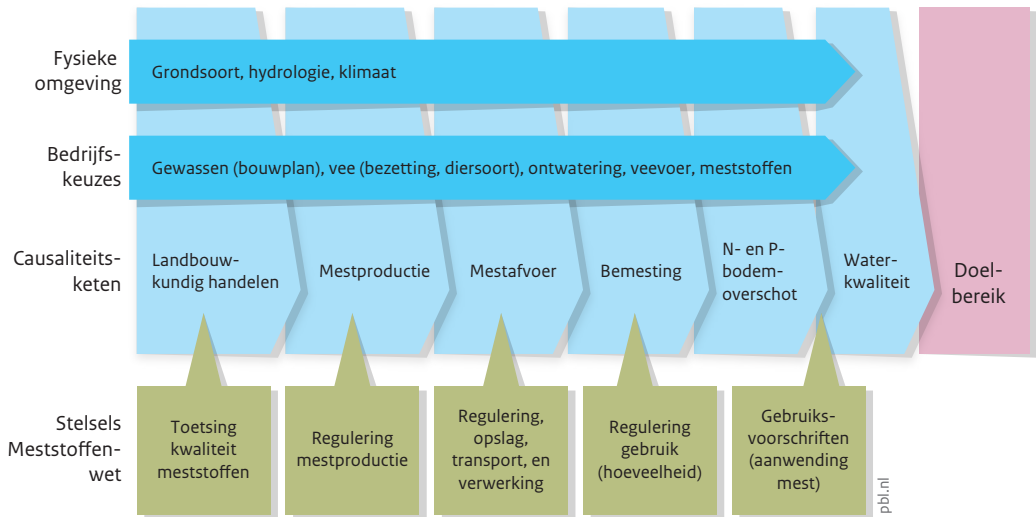 Fysieke
omgeving
Grondsoort, hydrologie, klimaat
Bedrijfs-
keuzes
Gewassen (bouwplan), vee (bezetting, diersoort), ontwatering, veevoer, meststoffen
Causaliteits-
keten
Landbouw-
kundig handelen
Mestproductie
Mestafvoer
Bemesting
N- en P-
bodem-
overschot
Water-
kwaliteit
Doel-
bereik
Stelsels
Meststoffen-
wet
Toetsing
kwaliteit
meststoffen
Regulering
mestproductie
Regulering,
opslag,
transport, en
verwerking
Regulering
gebruik
(hoeveelheid)
Gebruiks-
voorschriften
(aanwending
mest)
pbl.nl